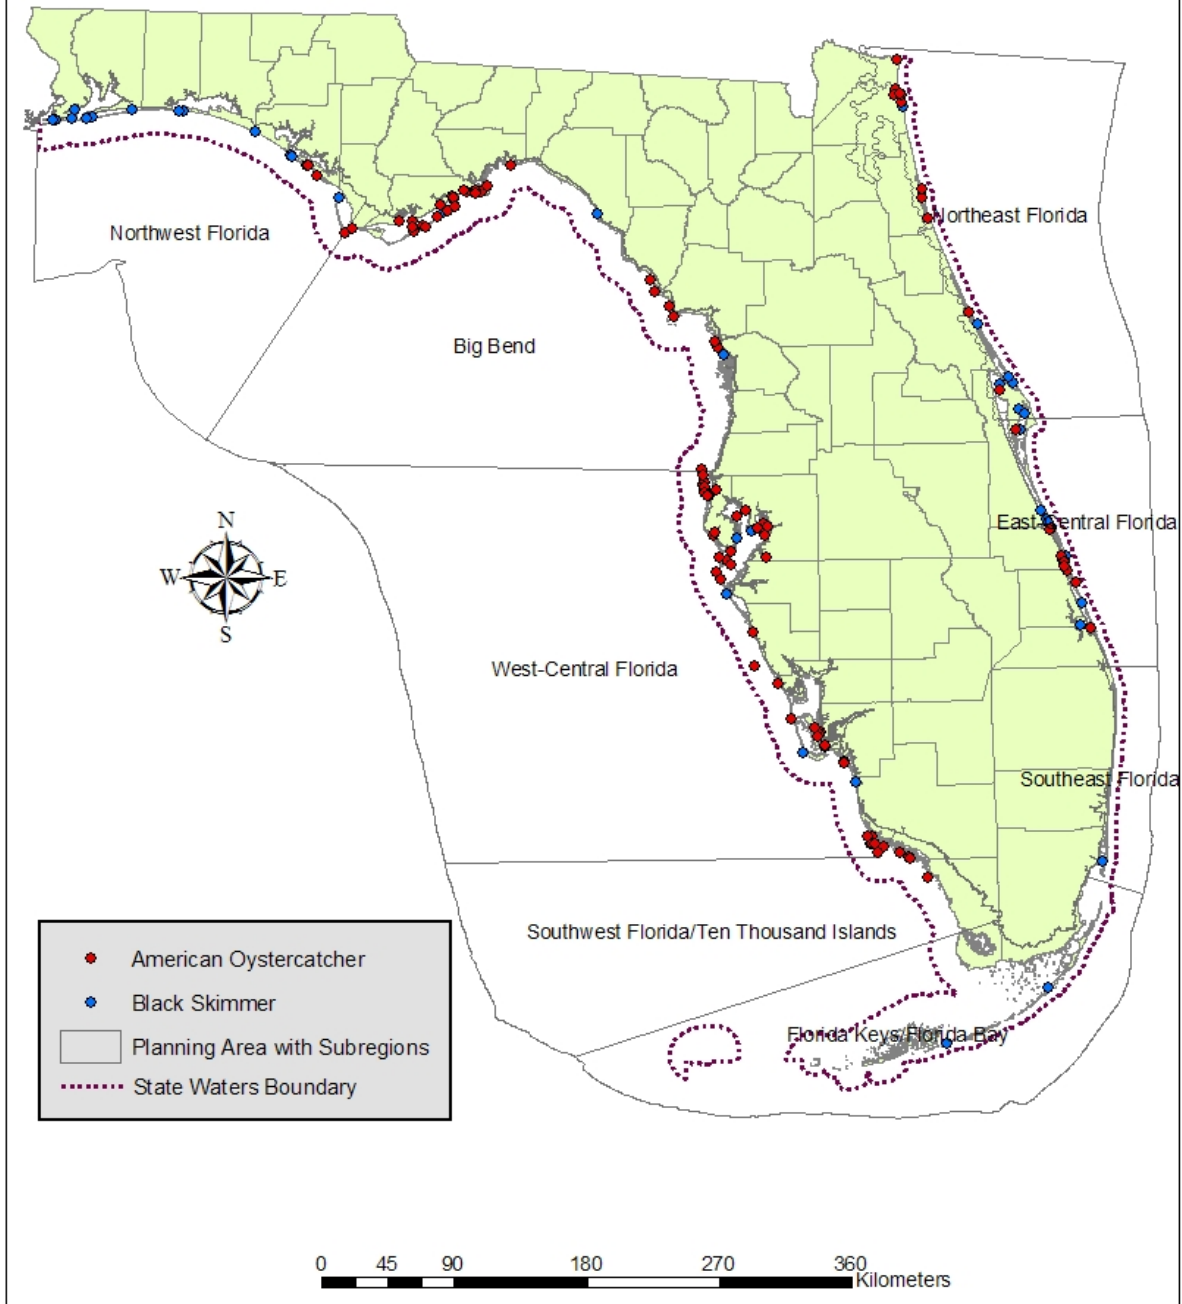 Northwest Florida
Northeast Florida
Big Bend
N
W E
S
East-Central Florida
West-Central Florida
Southeast Florida
Southwest Florida/Ten Thousand Islands
Florida Keys/Florida Bay
American Oystercatcher
Black Skimmer
Planning Area with Subregions
State Waters Boundary
0 45 90 180 270 360
Kilometers